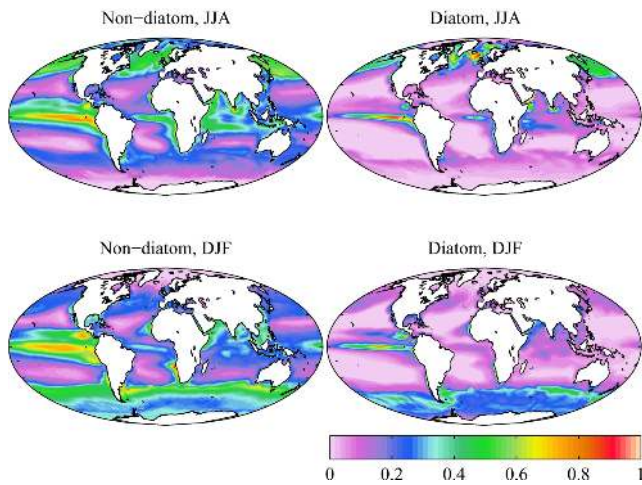 Non-diatom, JJA
Diatom, JJA
Non-diatom, DJF
Diatom, DJF
0 0.2 0.4 0.6 0.8 1